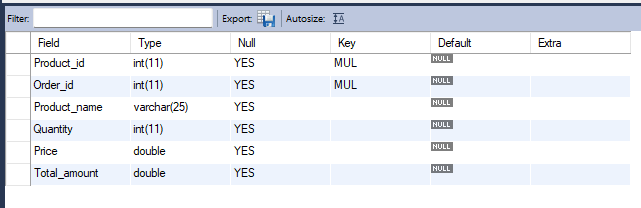 Filter: Export: Autosize: IA
Field Type Null Key Default Extra
Product_id int(11) YES MUL NULL
Order_id int(11) YES MUL NULL
Product_name varchar(25) YES NULL
Quantity int(11) YES NULL
Price double YES NULL
Total_amount double YES NULL